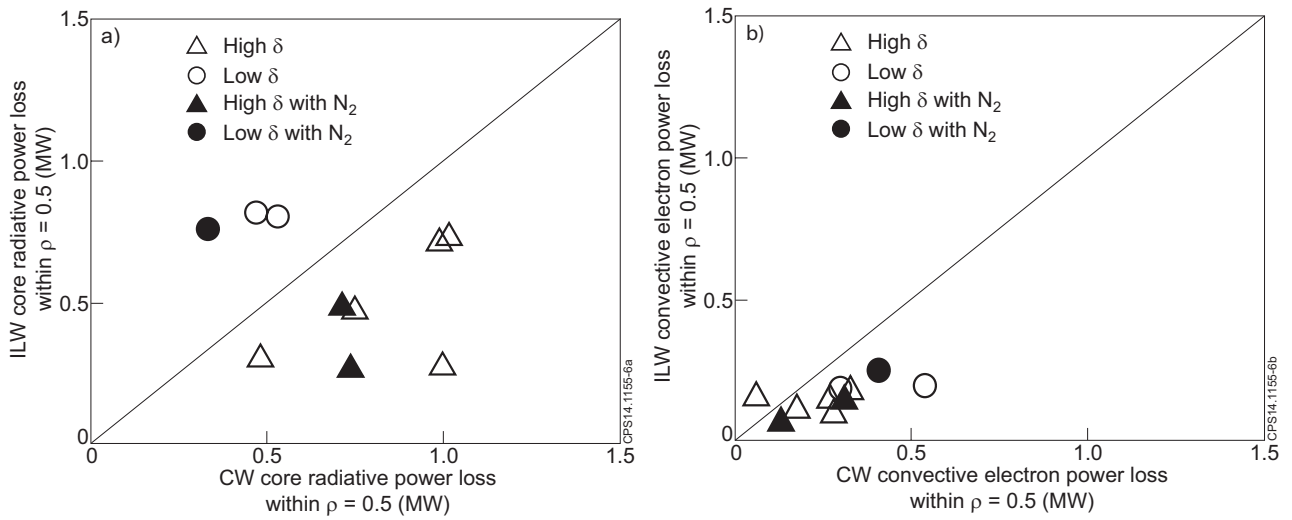 a)
High δ
Low δ
High δ with N₂
Low δ with N₂
1.5
1.0
0.5
0
0
0.5
1.0
1.5
ILW core radiative power loss
within ρ = 0.5 (MW)
CW core radiative power loss
within ρ = 0.5 (MW)
CPS14.1155-6a
b)
High δ
Low δ
High δ with N₂
Low δ with N₂
1.5
1.0
0.5
0
0
0.5
1.0
1.5
ILW convective electron power loss
within ρ = 0.5 (MW)
CW convective electron power loss
within ρ = 0.5 (MW)
CPS14.1155-6b